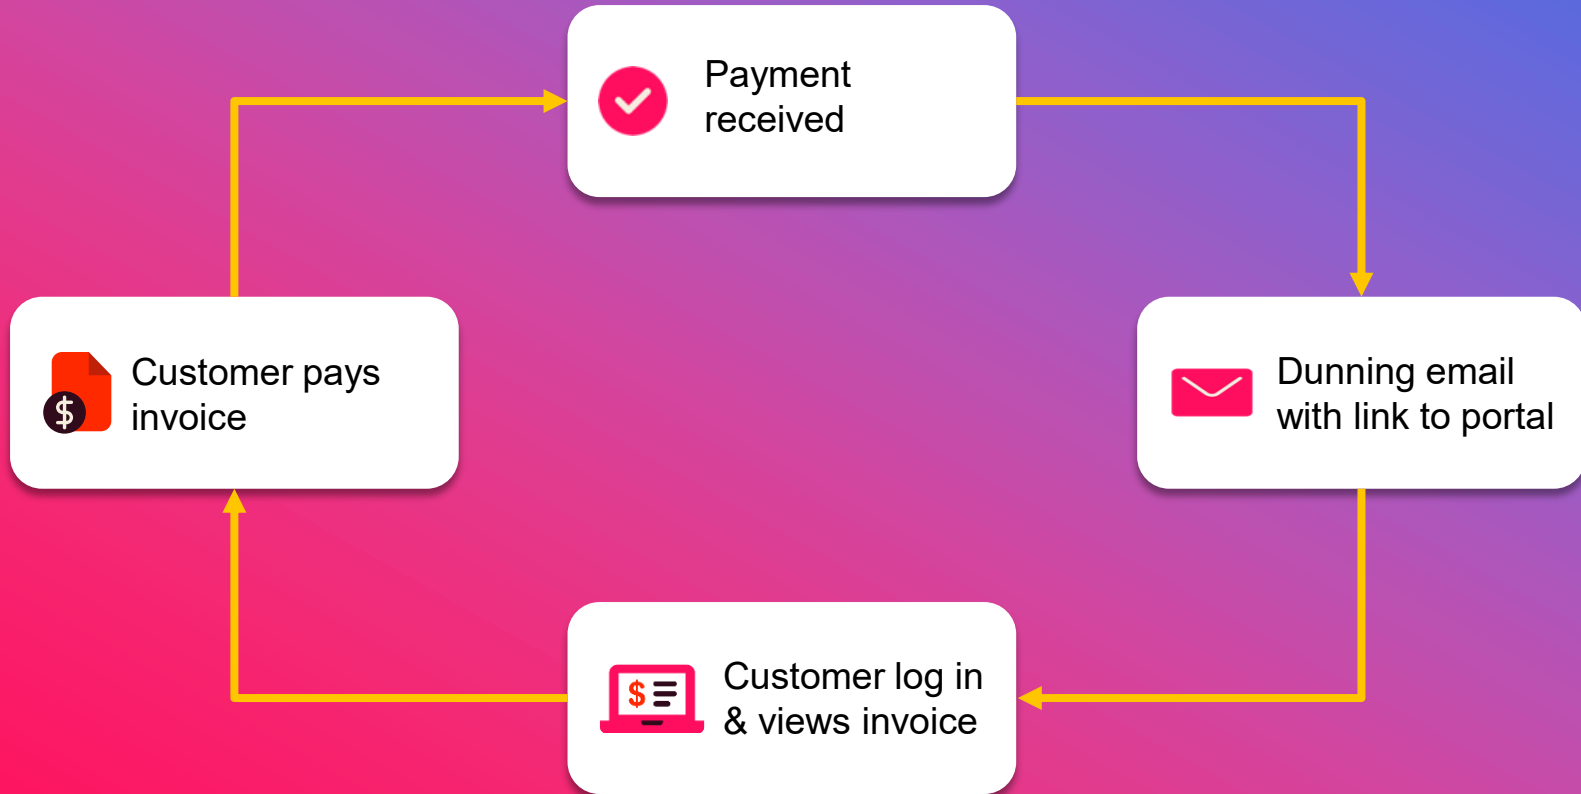 Payment
received
Customer pays
invoice
Dunning email
with link to portal
Customer log in
& views invoice
$
$